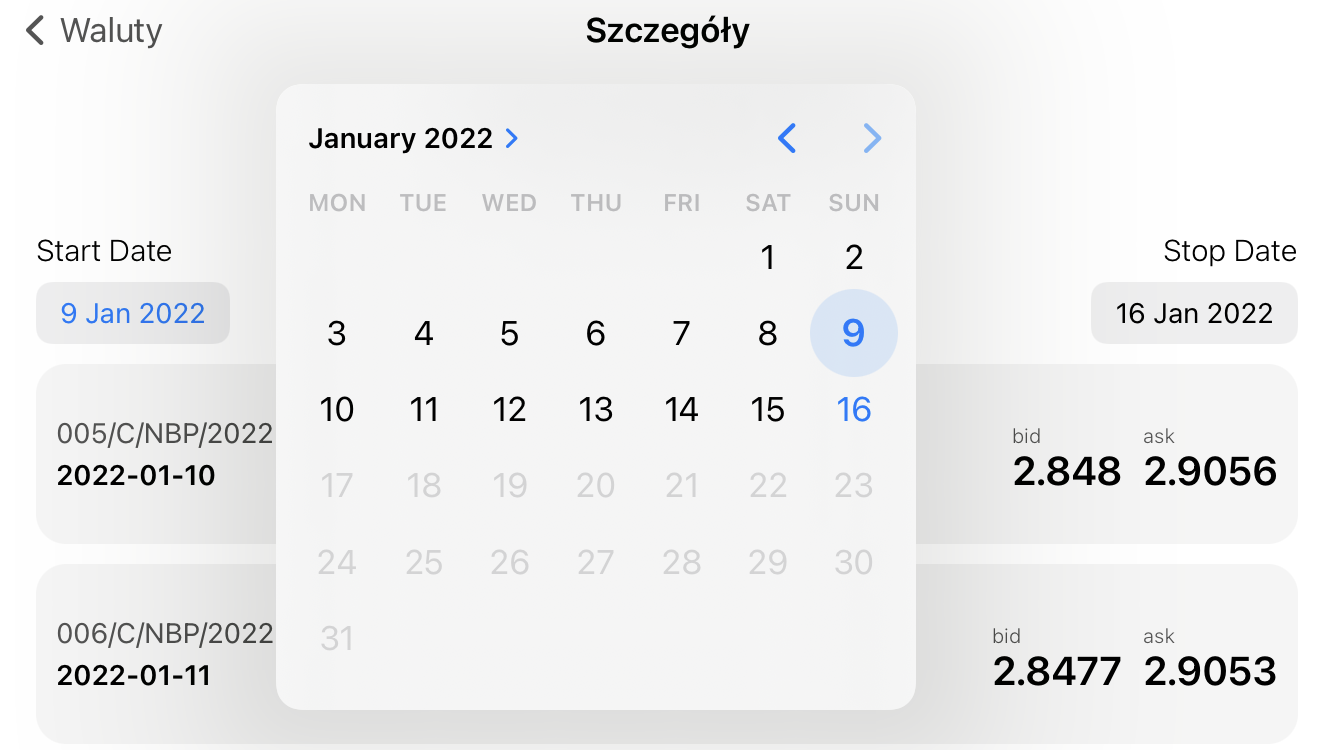 Waluty
Szczegóły
January 2022
MON TUE WED THU FRI SAT SUN
1 2
3 4 5 6 7 8 9
10 11 12 13 14 15 16
17 18 19 20 21 22 23
24 25 26 27 28 29 30
31
Start Date
9 Jan 2022
Stop Date
16 Jan 2022
005/C/NBP/2022
2022-01-10
bid ask
2.848 2.9056
006/C/NBP/2022
2022-01-11
bid ask
2.8477 2.9053